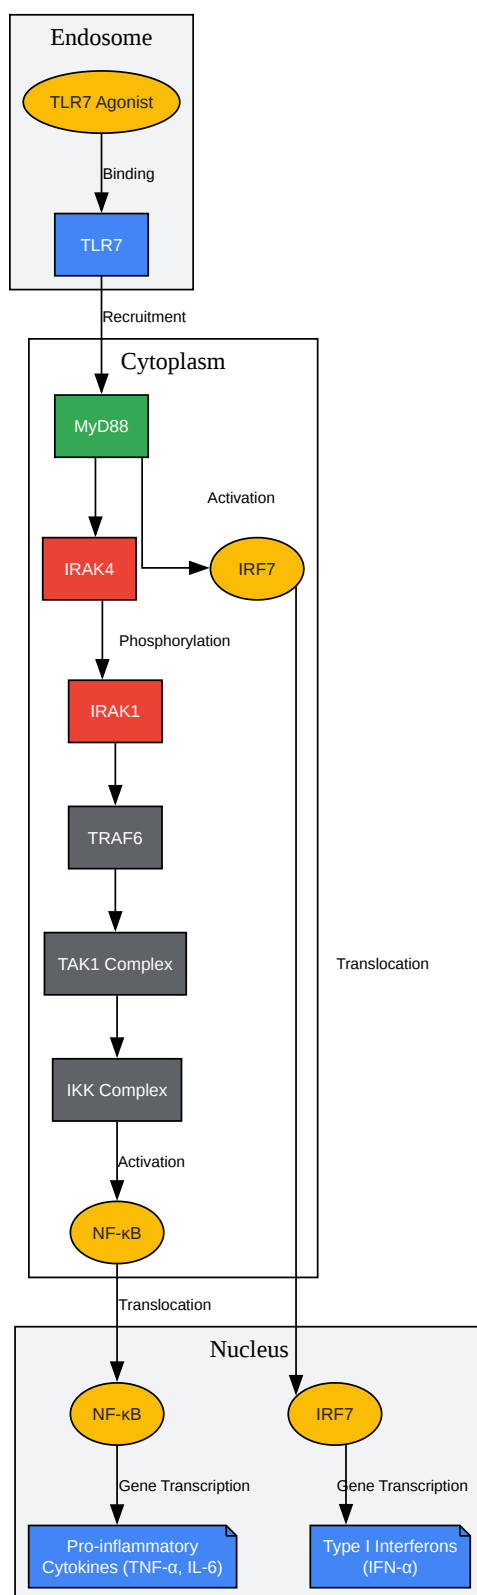 Endosome
TLR7 Agonist
Binding
TLR7
Recruitment
Cytoplasm
MyD88
Activation
IRAK4
IRF7
Phosphorylation
IRAK1
TRAF6
TAK1 Complex
Translocation
IKK Complex
Activation
NF-κB
Translocation
Nucleus
NF-κB
IRF7
Gene Transcription
Gene Transcription
Pro-inflammatory
Cytokines (TNF-α, IL-6)
Type I Interferons
(IFN-α)